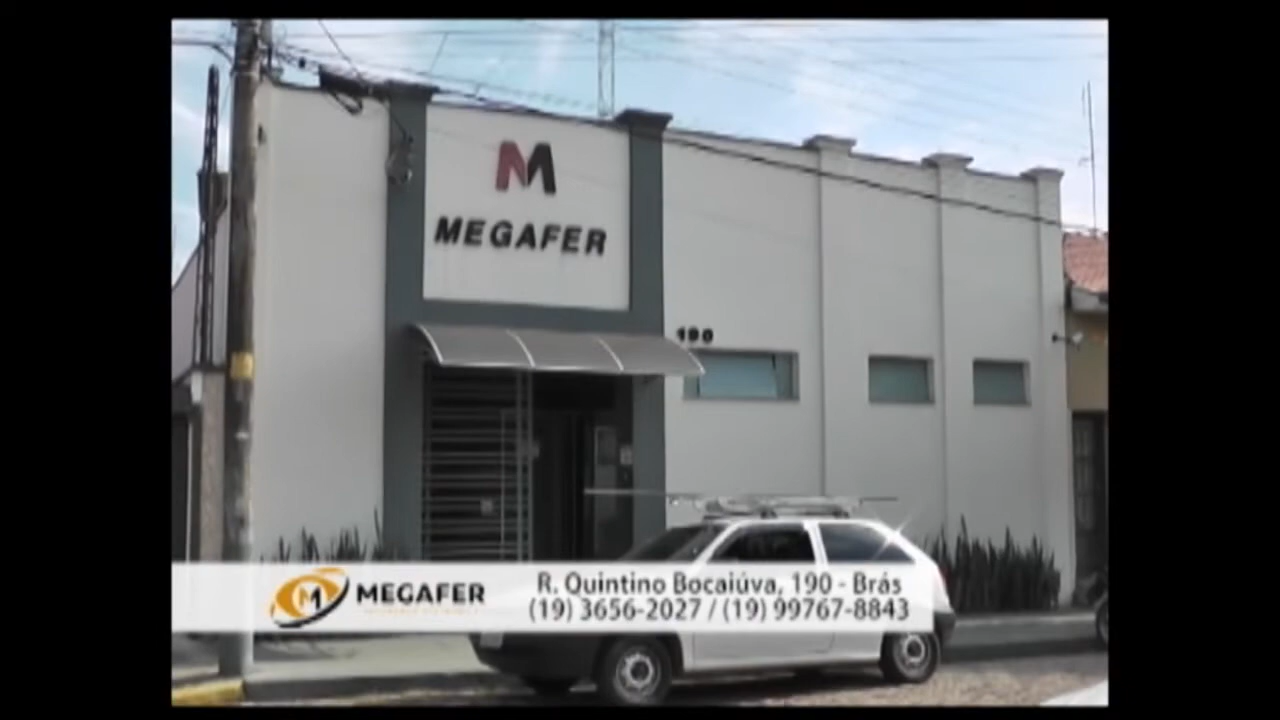 M
MEGAFER
190
M
MEGAFER
R. Quintino Bocaiúva, 190 - Brás
(19) 3656-2027 / (19) 99767-8843